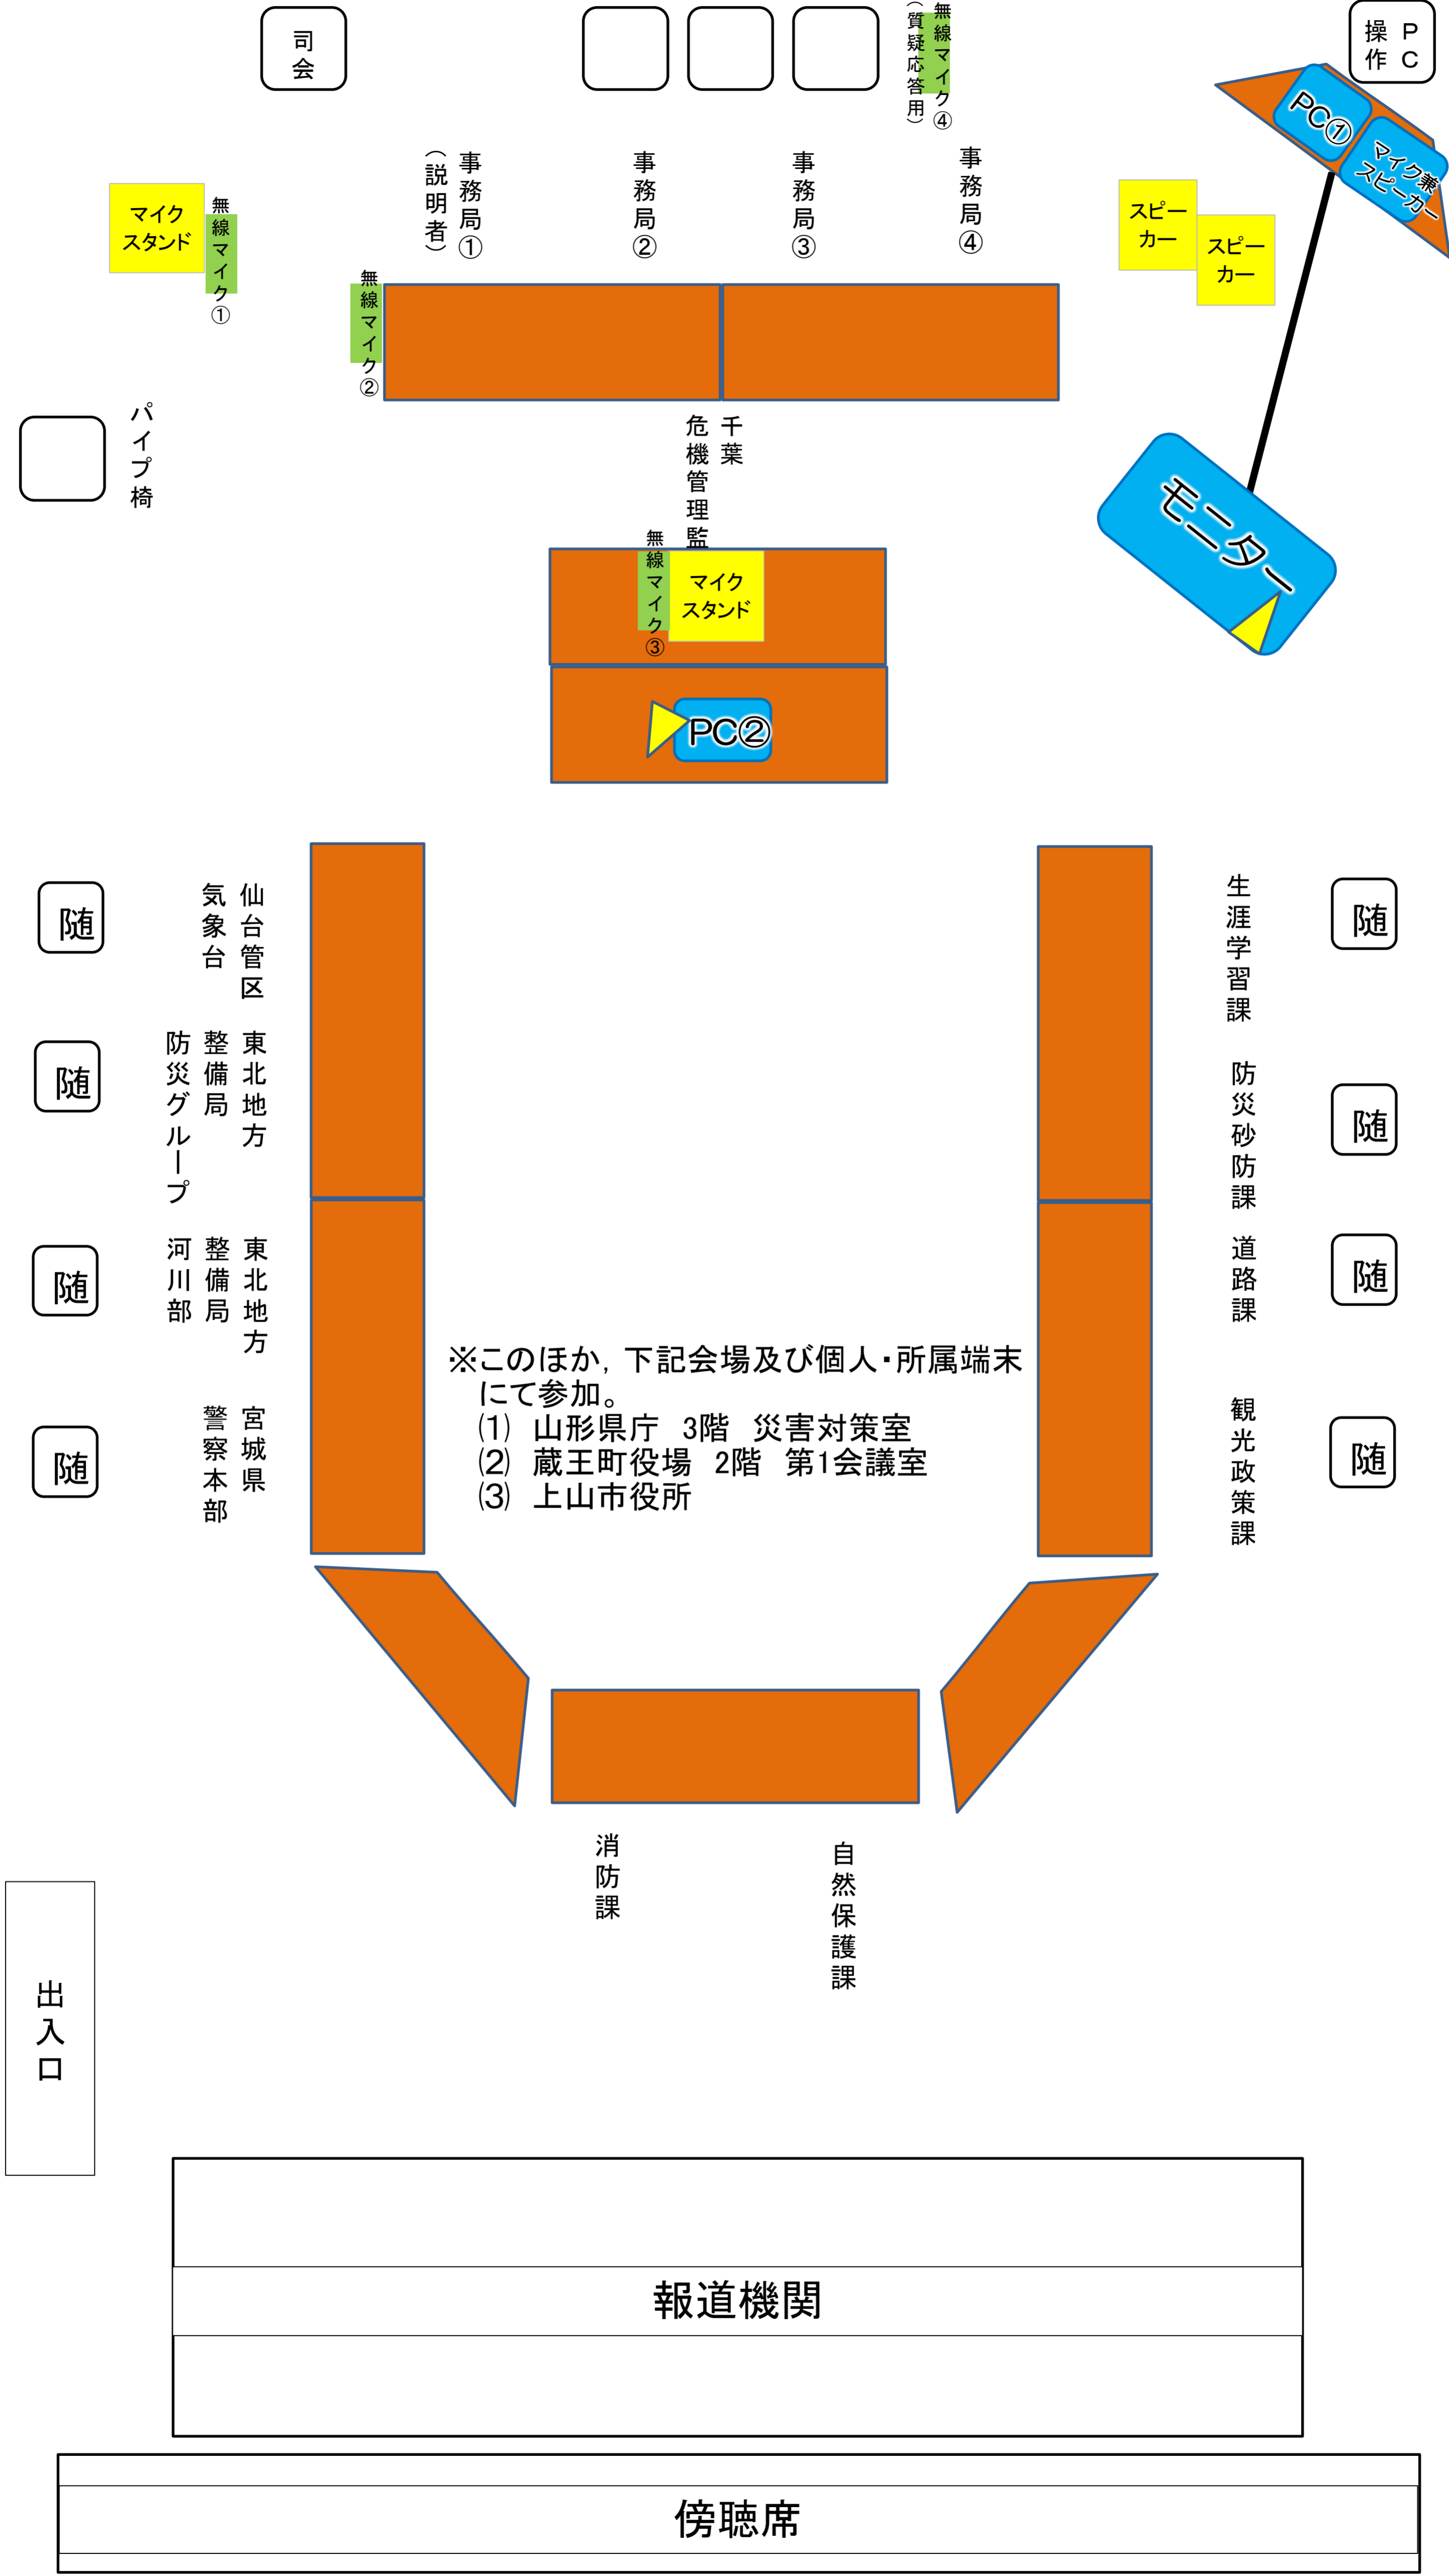 司会
無線マイク④
（質疑応答用）
PC
操作
PC①
マイク兼
スピーカー
マイク
スタンド
無線マイク①
事務局①
（説明者）
事務局②
事務局③
事務局④
スピー
カー
スピー
カー
無線マイク②
パイプ椅
千葉
危機管理監
モニター
無線マイク③
マイク
スタンド
PC②
随
仙台管区
気象台
生涯学習課
随
随
東北地方
整備局
防災グループ
防災砂防課
随
随
東北地方
整備局
河川部
道路課
随
随
宮城県
警察本部
観光政策課
随
※このほか，下記会場及び個人・所属端末
にて参加。
⑴　山形県庁　3階　災害対策室
⑵　蔵王町役場　2階　第1会議室
⑶　上山市役所
消防課
自然保護課
出入口
報道機関
傍聴席